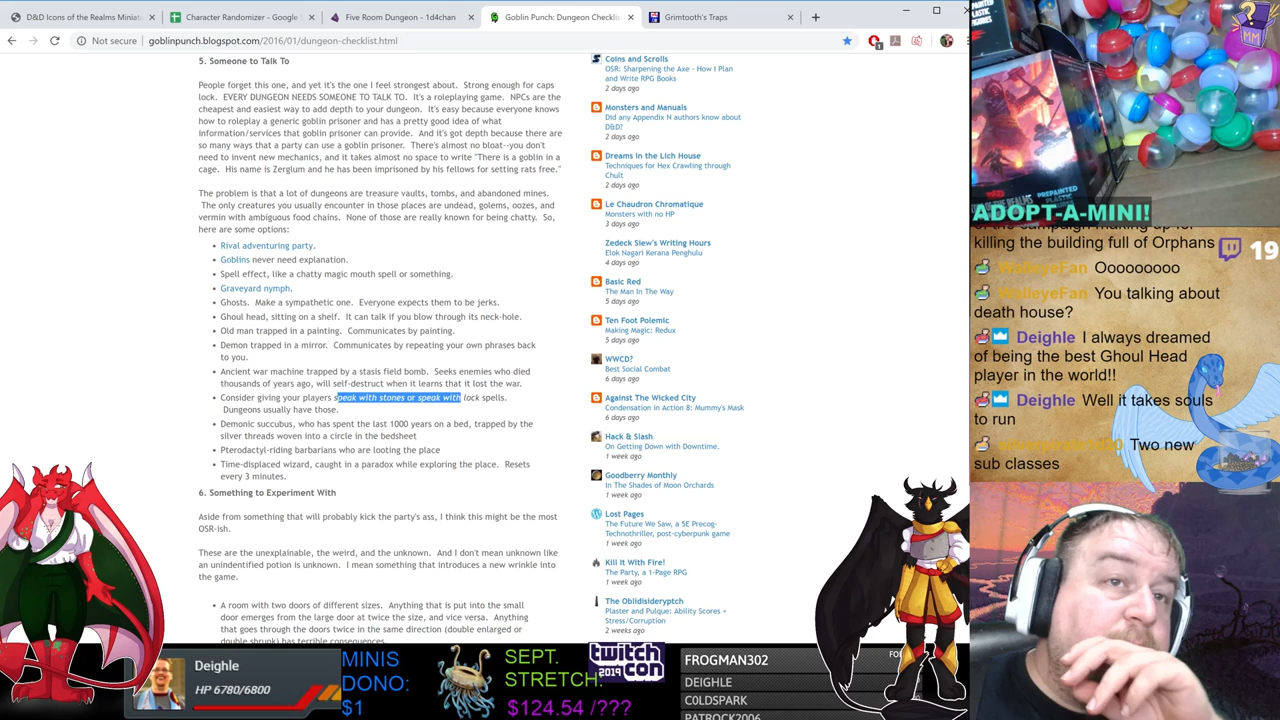 D&D Icons of the Realms Miniat
Character Randomizer - Google
Five Room Dungeon - 1d4chan
Goblin Punch: Dungeon Checklis
Grimtooth's Traps
Not secure
goblinpunch.blogspot.com/2016/01/dungeon-checklist.html
5. Someone to Talk To
People forget this one, and yet it's the one I feel strongest about. Strong enough for caps
lock. EVERY DUNGEON NEEDS SOMEONE TO TALK TO. It's a roleplaying game. NPCs are the
cheapest and easiest way to add depth to your dungeon. It's easy because everyone knows
how to roleplay a generic goblin prisoner and has a pretty good idea of what
information/services that goblin prisoner can provide. And it's got depth because there are
so many ways that a party can use a goblin prisoner. There's almost no bloat--you don't
need to invent new mechanics, and it takes almost no space to write "There is a goblin in a
cage. His name is Zerglum and he has been imprisoned by his fellows for setting rats free."
The problem is that a lot of dungeons are treasure vaults, tombs, and abandoned mines.
The only creatures you usually encounter in those places are undead, golems, oozes, and
vermin with ambiguous food chains. None of those are really known for being chatty. So,
here are some options:
Rival adventuring party.
Goblins never need explanation.
Spell effect, like a chatty magic mouth spell or something.
Graveyard nymph.
Ghosts. Make a sympathetic one. Everyone expects them to be jerks.
Ghoul head, sitting on a shelf. It can talk if you blow through its neck-hole.
Old man trapped in a painting. Communicates by painting.
Demon trapped in a mirror. Communicates by repeating your own phrases back
to you.
Ancient war machine trapped by a stasis field bomb. Seeks enemies who died
thousands of years ago, will self-destruct when it learns that it lost the war.
Consider giving your players speak with stones or speak with lock spells.
Dungeons usually have those.
Demonic succubus, who has spent the last 1000 years on a bed, trapped by the
silver threads woven into a circle in the bedsheet
Pterodactyl-riding barbarians who are looting the place
Time-displaced wizard, caught in a paradox while exploring the place. Resets
every 3 minutes.
6. Something to Experiment With
Aside from something that will probably kick the party's ass, I think this might be the most
OSR-ish.
These are the unexplainable, the weird, and the unknown. And I don't mean unknown like
an unindentified potion is unknown. I mean something that introduces a new wrinkle into
the game.
A room with two doors of different sizes. Anything that is put into the small
door emerges from the large door at twice the size, and vice versa. Anything
that goes through the doors twice in the same direction (double enlarged or
double shrunk) has terrible consequences.
Coins and Scrolls
OSR: Sharpening the Axe - How I Plan
and Write RPG Books
2 days ago
Monsters and Manuals
Did any Appendix N authors know about
D&D?
2 days ago
Dreams in the Lich House
Techniques for Hex Crawling through
Chult
2 days ago
Le Chaudron Chromatique
Monsters with no HP
3 days ago
Zedeck Siew's Writing Hours
Elok Nagari Kerana Penghulu
4 days ago
Basic Red
The Man In The Way
5 days ago
Ten Foot Polemic
Making Magic: Redux
5 days ago
WWCD?
Best Social Combat
6 days ago
Against The Wicked City
Condensation in Action 8: Mummy's Mask
6 days ago
Hack & Slash
On Getting Down with Downtime.
1 week ago
Goodberry Monthly
In The Shades of Moon Orchards
1 week ago
Lost Pages
The Future We Saw, a 5E Precog-
Technothriller, post-cyberpunk game
1 week ago
Kill It With Fire!
The Party, a 1-Page RPG
1 week ago
The Oblidisideryptch
Plaster and Pulque: Ability Scores +
Stress/Corruption
2 weeks ago
MM
PREPAINTED
PLASTIC
ADOPT-A-MINI!
of the campaign making up for
killing the building full of Orphans
19
WalleyeFan Ooooooooo
WalleyeFan You talking about
death house?
Deighle I always dreamed
of being the best Ghoul Head
player in the world!!
Deighle Well it takes souls
to run
Two new
sub classes
Deighle
HP 6780/6800
MINIS
DONO:
$1
SEPT.
STRETCH:
$124.54 /???
twitch
con
2019
FROGMAN302
FO
DEIGHLE
C0LDSPARK
PATROCK2006